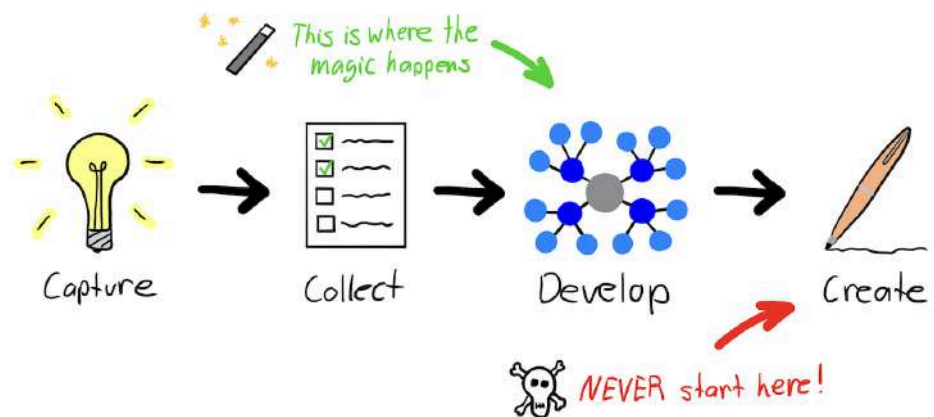 This is where the
magic happens
Capture
Collect
Develop
Create
NEVER start here!